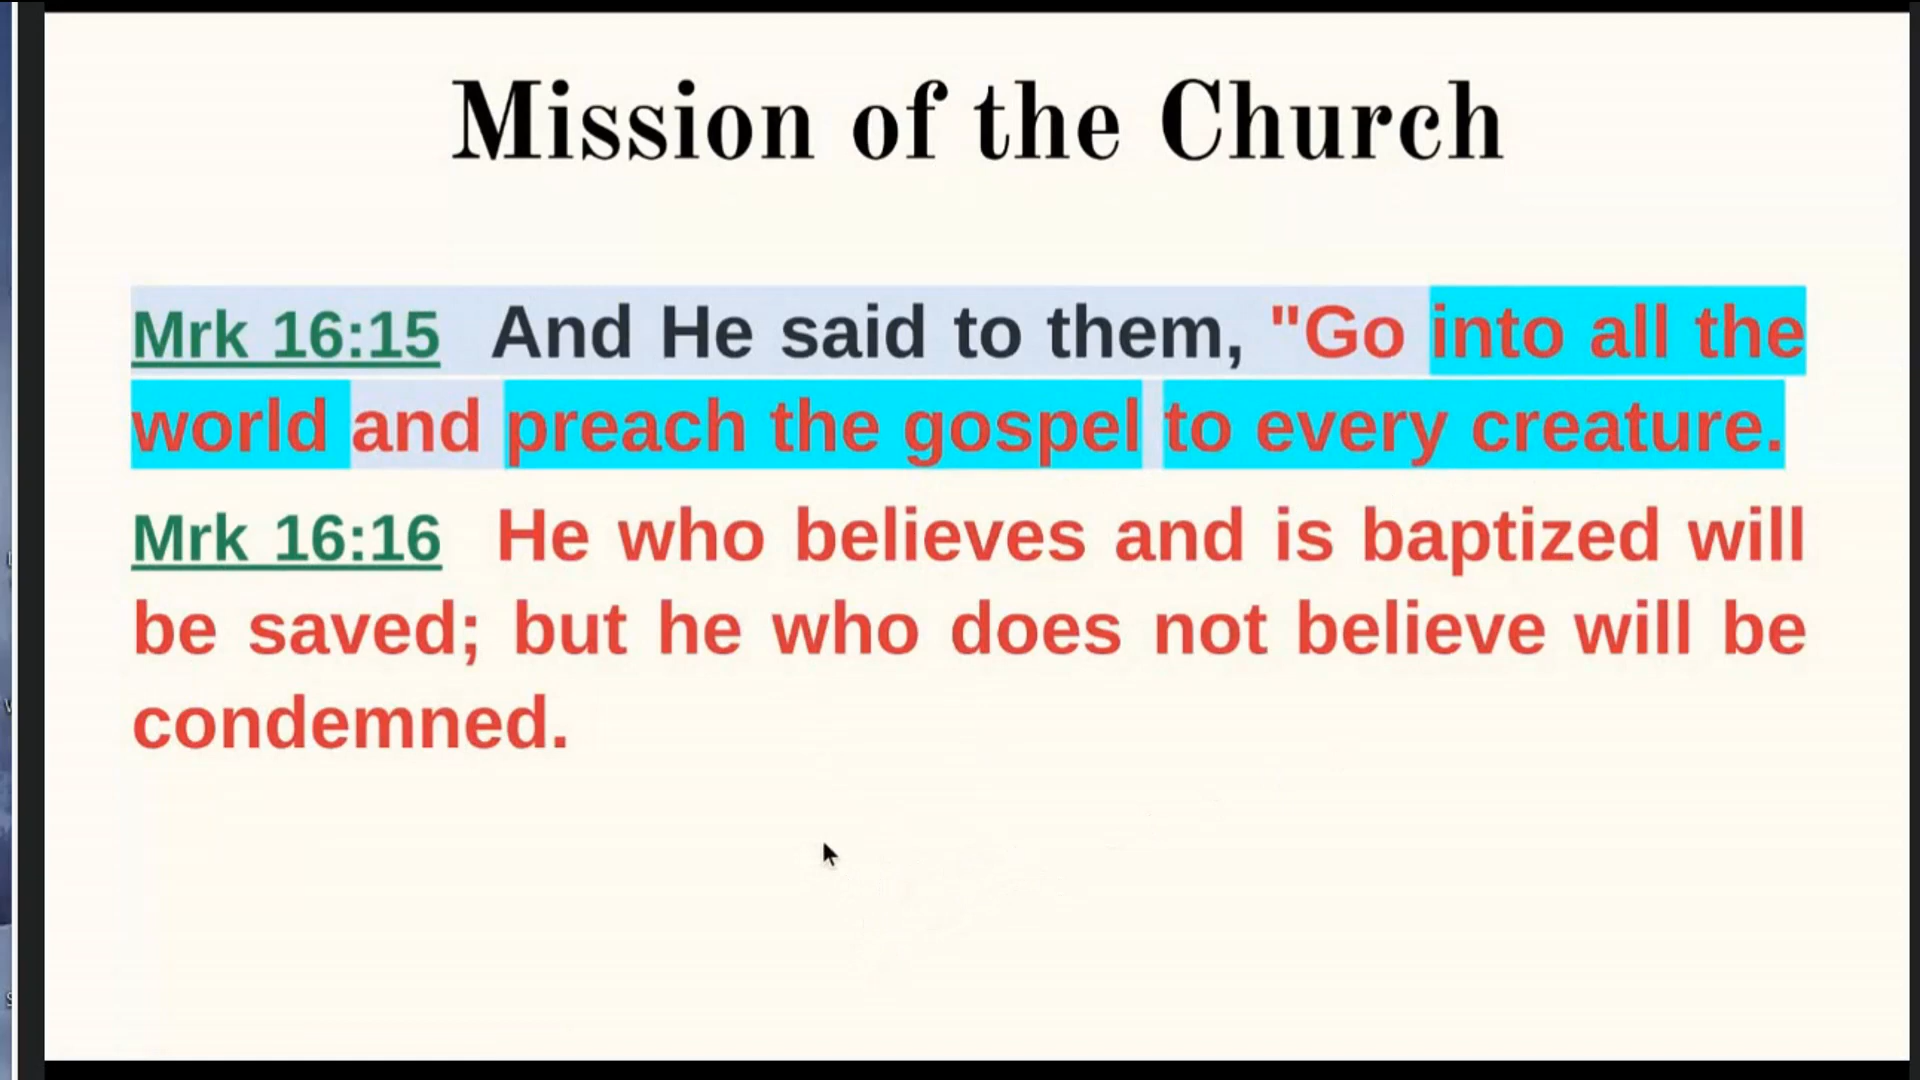 Mission of the Church
Mrk 16:15 And He said to them, "Go into all the
world and preach the gospel to every creature.
Mrk 16:16 He who believes and is baptized will
be saved; but he who does not believe will be
condemned.